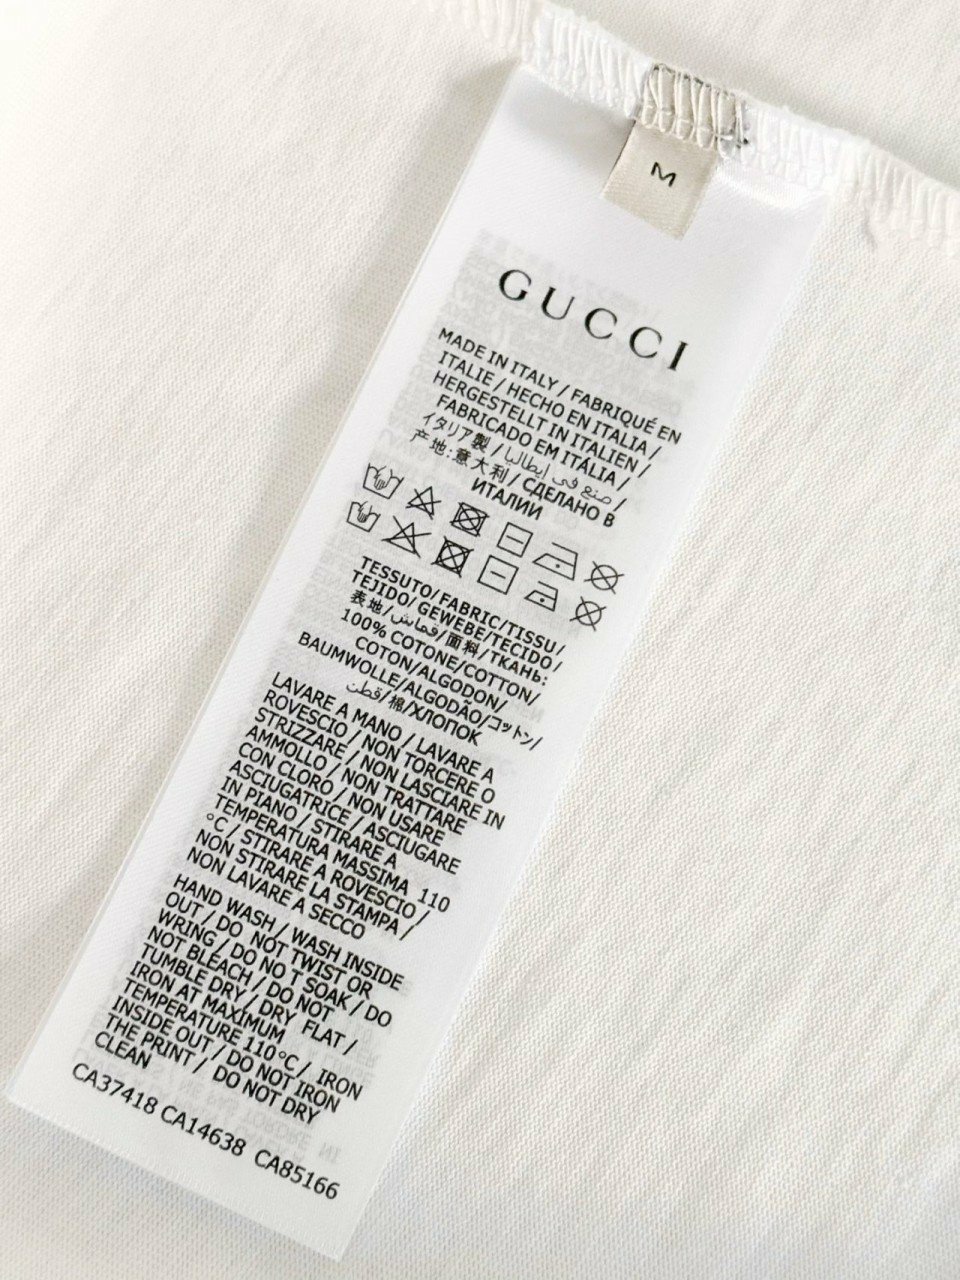 M
GUCCI
MADE IN ITALY / FABRIQUÉ EN
ITALIE / HECHO EN ITALIA /
HERGESTELLT IN ITALIEN /
FABRICADO EM ITÁLIA /
イタリア製 / صنع في إيطاليا /
产地:意大利 / СДЕЛАНО В
ИТАЛИИ
TESSUTO/FABRIC/TISSU/
TEJIDO/GEWEBE/TECIDO/
表地/قماش/面料/ТКАНЬ:
100% COTONE/COTTON/
COTON/ALGODON/
BAUMWOLLE/ALGODÃO/コットン/
قطن/棉/ХЛОПОК
LAVARE A MANO / LAVARE A
ROVESCIO / NON TORCERE O
STRIZZARE / NON LASCIARE IN
AMMOLLO / NON TRATTARE
CON CLORO / NON USARE
ASCIUGATRICE / ASCIUGARE
IN PIANO / STIRARE A
TEMPERATURA MASSIMA 110
°C / STIRARE A ROVESCIO /
NON STIRARE LA STAMPA /
NON LAVARE A SECCO
HAND WASH / WASH INSIDE
OUT / DO NOT TWIST OR
WRING / DO NO T SOAK / DO
NOT BLEACH / DO NOT
TUMBLE DRY / DRY FLAT /
IRON AT MAXIMUM
TEMPERATURE 110°C / IRON
INSIDE OUT / DO NOT IRON
THE PRINT / DO NOT DRY
CLEAN
CA37418 CA14638 CA85166